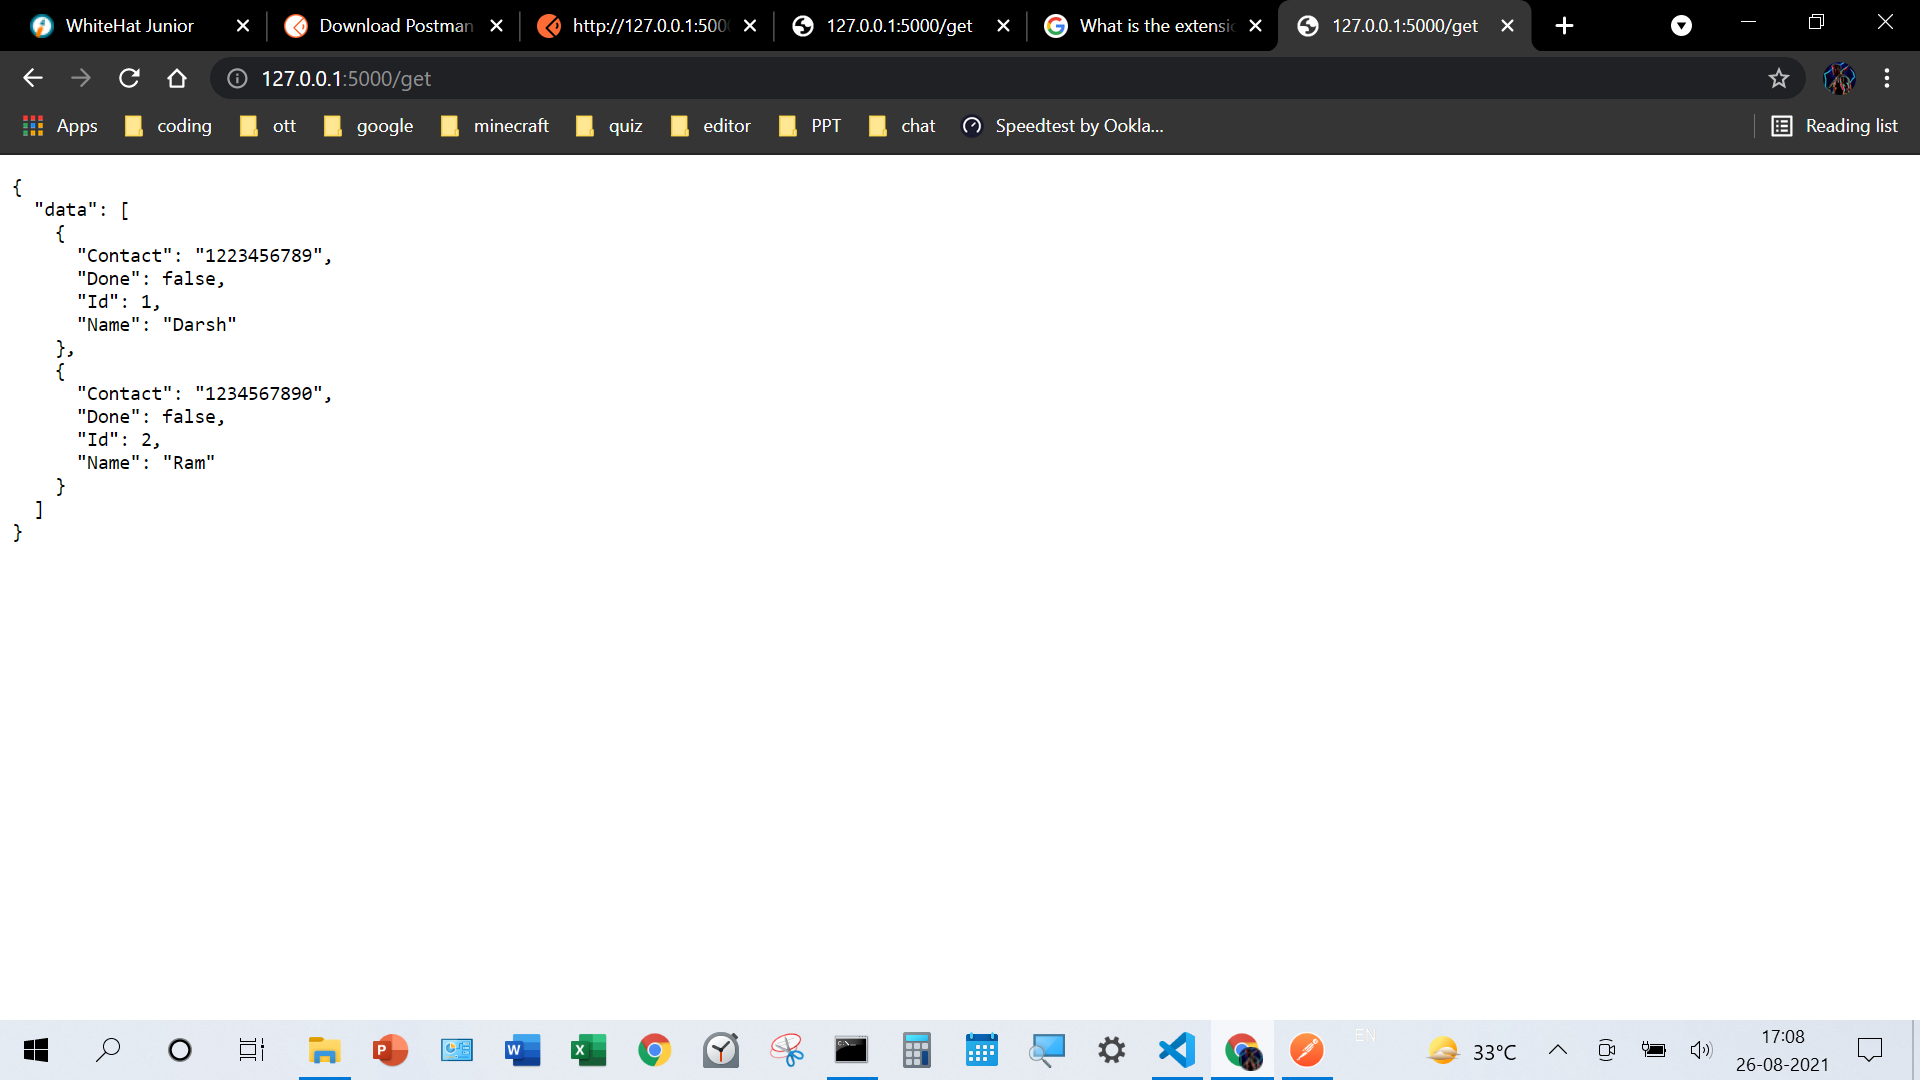 WhiteHat Junior
Download Postman
http://127.0.0.1:500
127.0.0.1:5000/get
What is the extensi
127.0.0.1:5000/get
127.0.0.1:5000/get
Apps coding ott google minecraft quiz editor PPT chat Speedtest by Ookla... Reading list
{
  "data": [
    {
      "Contact": "1223456789",
      "Done": false,
      "Id": 1,
      "Name": "Darsh"
    },
    {
      "Contact": "1234567890",
      "Done": false,
      "Id": 2,
      "Name": "Ram"
    }
  ]
}
EN
33°C
17:08
26-08-2021